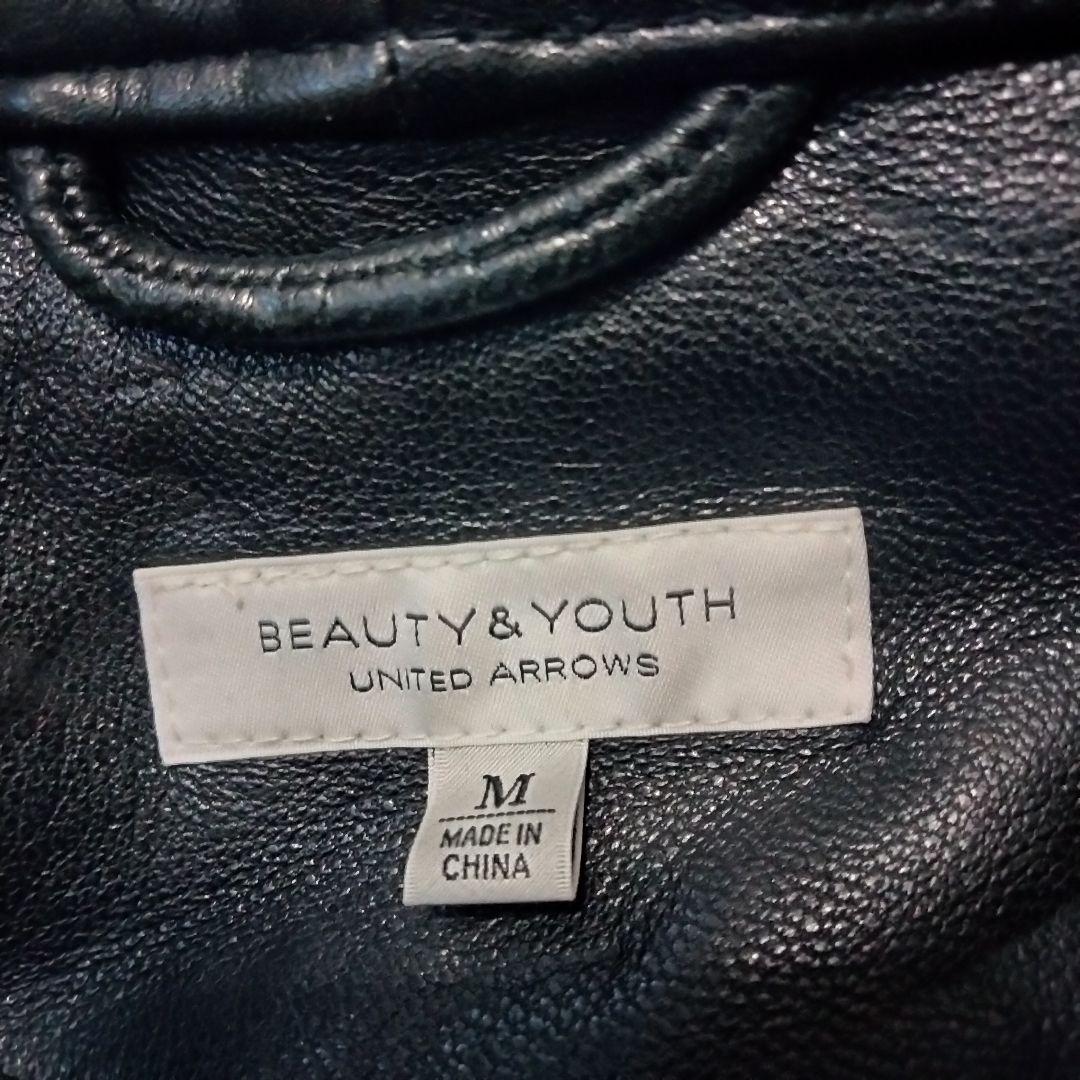 BEAUTY & YOUTH
UNITED ARROWS
M
MADE IN
CHINA